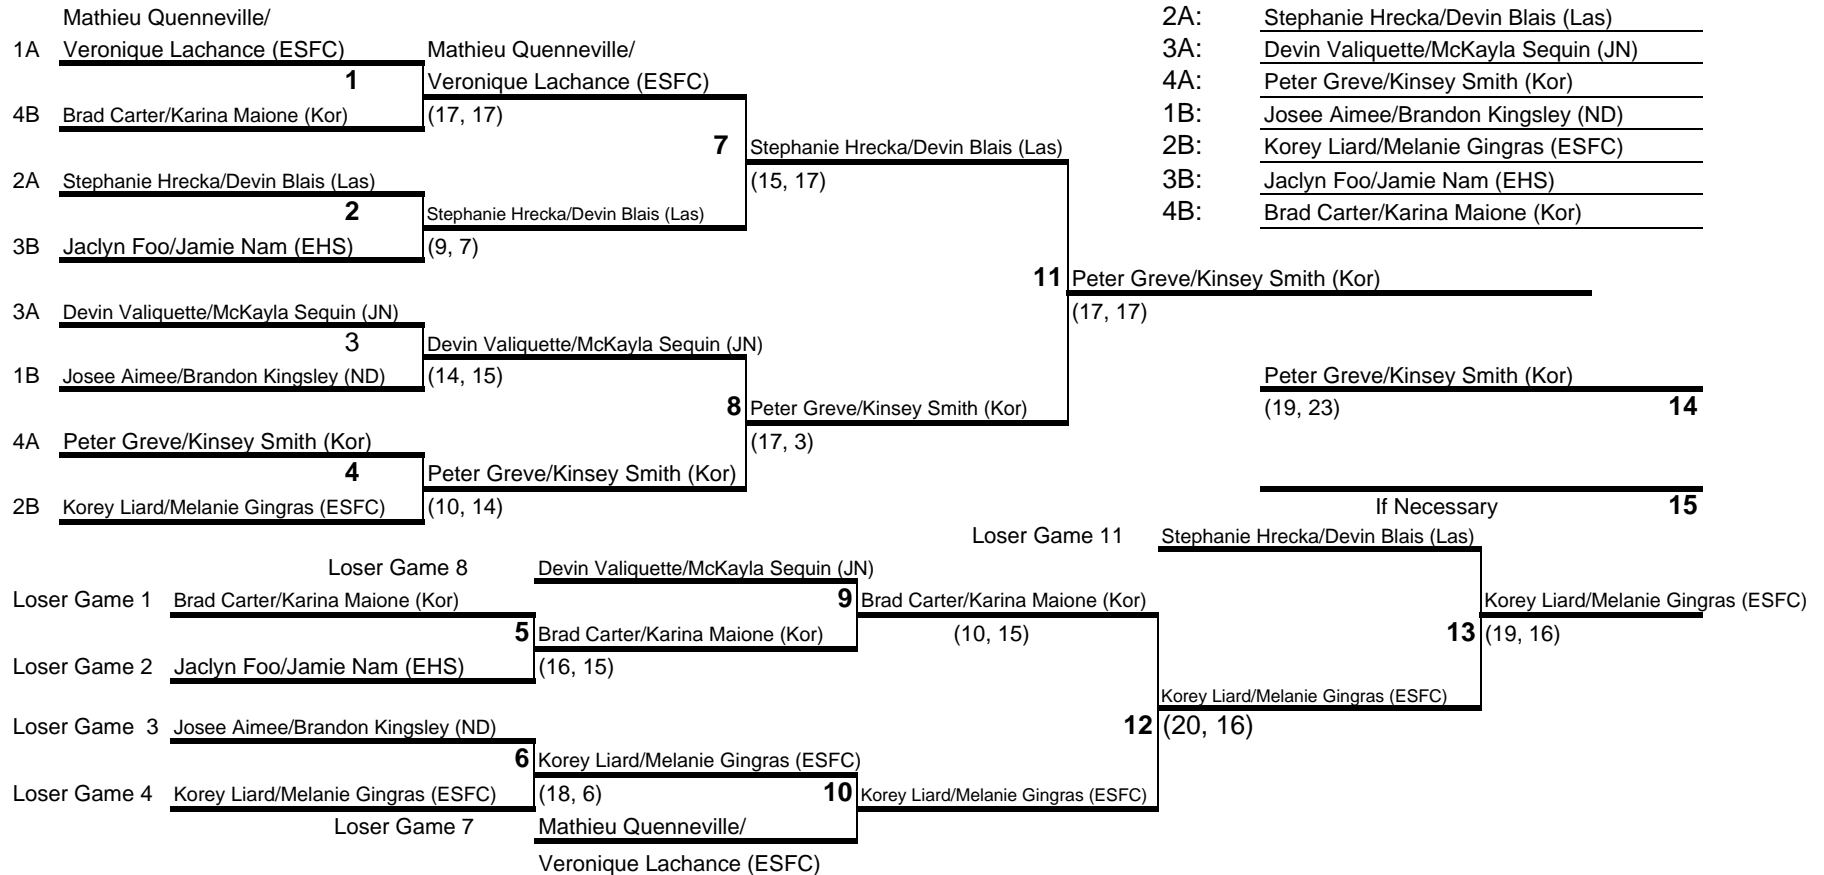 Mathieu Quenneville/
1A Veronique Lachance (ESFC)
Mathieu Quenneville/
1 Veronique Lachance (ESFC)
4B Brad Carter/Karina Maione (Kor)
(17, 17)
7 Stephanie Hrecka/Devin Blais (Las)
2A Stephanie Hrecka/Devin Blais (Las)
(15, 17)
2 Stephanie Hrecka/Devin Blais (Las)
3B Jaclyn Foo/Jamie Nam (EHS)
(9, 7)
2A: Stephanie Hrecka/Devin Blais (Las)
3A: Devin Valiquette/McKayla Sequin (JN)
4A: Peter Greve/Kinsey Smith (Kor)
1B: Josee Aimee/Brandon Kingsley (ND)
2B: Korey Liard/Melanie Gingras (ESFC)
3B: Jaclyn Foo/Jamie Nam (EHS)
4B: Brad Carter/Karina Maione (Kor)
11 Peter Greve/Kinsey Smith (Kor)
(17, 17)
3A Devin Valiquette/McKayla Sequin (JN)
3 Devin Valiquette/McKayla Sequin (JN)
1B Josee Aimee/Brandon Kingsley (ND)
(14, 15)
Peter Greve/Kinsey Smith (Kor)
(19, 23) 14
8 Peter Greve/Kinsey Smith (Kor)
(17, 3)
4A Peter Greve/Kinsey Smith (Kor)
4 Peter Greve/Kinsey Smith (Kor)
2B Korey Liard/Melanie Gingras (ESFC)
(10, 14)
If Necessary 15
Loser Game 11 Stephanie Hrecka/Devin Blais (Las)
Loser Game 8 Devin Valiquette/McKayla Sequin (JN)
Loser Game 1 Brad Carter/Karina Maione (Kor)
9 Brad Carter/Karina Maione (Kor)
Korey Liard/Melanie Gingras (ESFC)
5 Brad Carter/Karina Maione (Kor)
(10, 15)
13 (19, 16)
Loser Game 2 Jaclyn Foo/Jamie Nam (EHS)
(16, 15)
Korey Liard/Melanie Gingras (ESFC)
Loser Game 3 Josee Aimee/Brandon Kingsley (ND)
12 (20, 16)
6 Korey Liard/Melanie Gingras (ESFC)
Loser Game 4 Korey Liard/Melanie Gingras (ESFC)
(18, 6)
10 Korey Liard/Melanie Gingras (ESFC)
Loser Game 7 Mathieu Quenneville/
Veronique Lachance (ESFC)